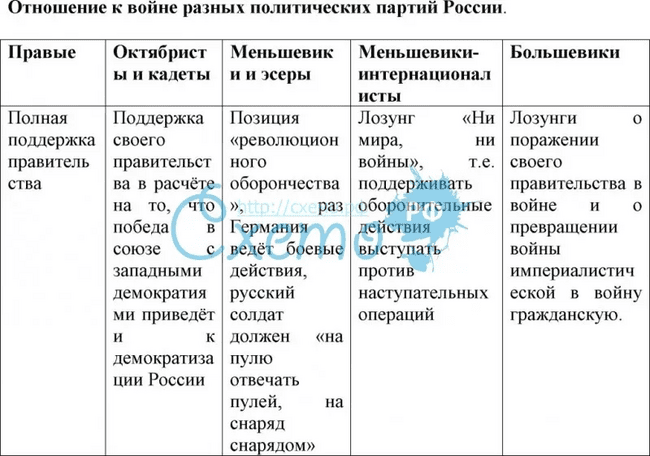 Отношение к войне разных политических партий России.
Правые
Октябрист
ы и кадеты
Меньшевик
и и эсеры
Меньшевики-
интернационал
исты
Большевики
Полная
поддержка
правитель
ства
Поддержка
своего
правительст
ва в расчёте
на то, что
победа в
союзе с
западными
демократия
ми приведёт
и к
демократиза
ции России
Позиция
«революцион
ного
оборончества
», раз
Германия
ведёт боевые
действия,
русский
солдат
должен «на
пулю
отвечать
пулей, на
снаряд
снарядом»
Лозунг «Ни
мира, ни
войны», т.е.
поддерживать
оборонительные
действия
выступать
против
наступательных
операций
Лозунги о
поражении
своего
правительства в
войне и о
превращении
войны
империалистич
еской в войну
гражданскую.
Схемо
РФ